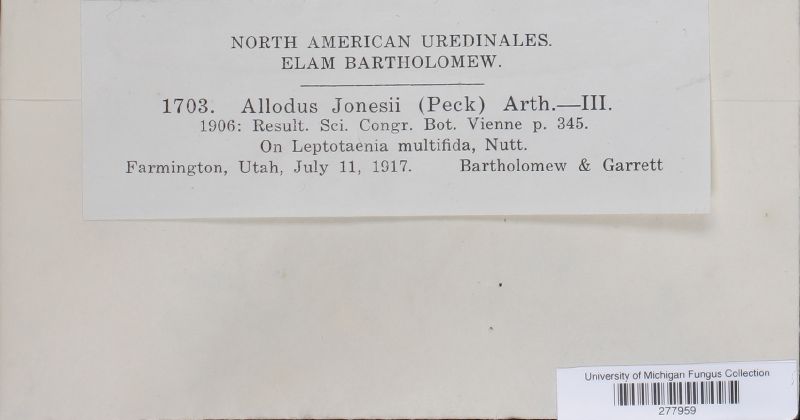 NORTH AMERICAN UREDINALES.
ELAM BARTHOLOMEW.
1703. Allodus Jonesii (Peck) Arth.—III.
1906: Result. Sci. Congr. Bot. Vienne p. 345.
On Leptotaenia multifida, Nutt.
Farmington, Utah, July 11, 1917. Bartholomew & Garrett
University of Michigan Fungus Collection
277959